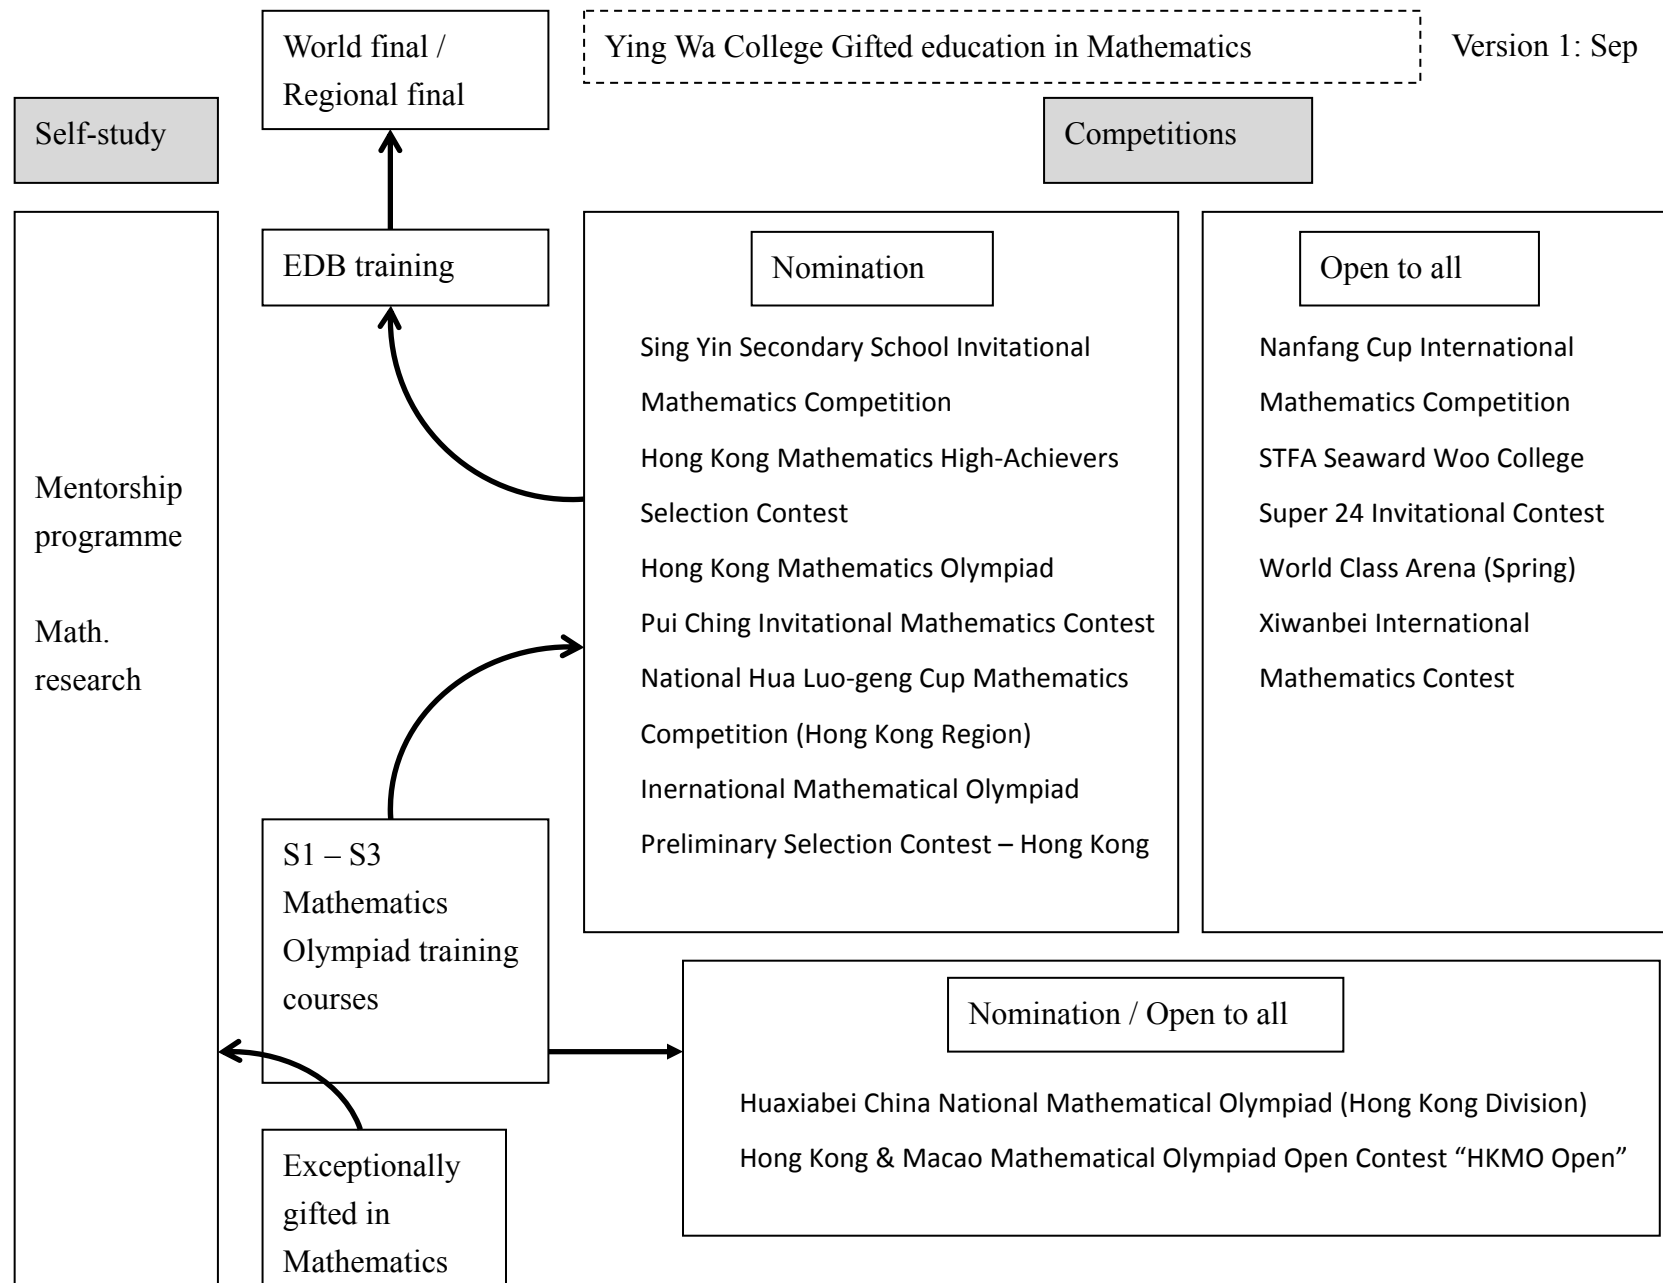 World final /
Regional final
Ying Wa College Gifted education in Mathematics
Version 1: Sep
Self-study
Competitions
Mentorship
programme
Math.
research
EDB training
S1 – S3
Mathematics
Olympiad training
courses
Exceptionally
gifted in
Mathematics
Nomination
Sing Yin Secondary School Invitational
Mathematics Competition
Hong Kong Mathematics High-Achievers
Selection Contest
Hong Kong Mathematics Olympiad
Pui Ching Invitational Mathematics Contest
National Hua Luo-geng Cup Mathematics
Competition (Hong Kong Region)
Inernational Mathematical Olympiad
Preliminary Selection Contest – Hong Kong
Open to all
Nanfang Cup International
Mathematics Competition
STFA Seaward Woo College
Super 24 Invitational Contest
World Class Arena (Spring)
Xiwanbei International
Mathematics Contest
Nomination / Open to all
Huaxiabei China National Mathematical Olympiad (Hong Kong Division)
Hong Kong & Macao Mathematical Olympiad Open Contest “HKMO Open”